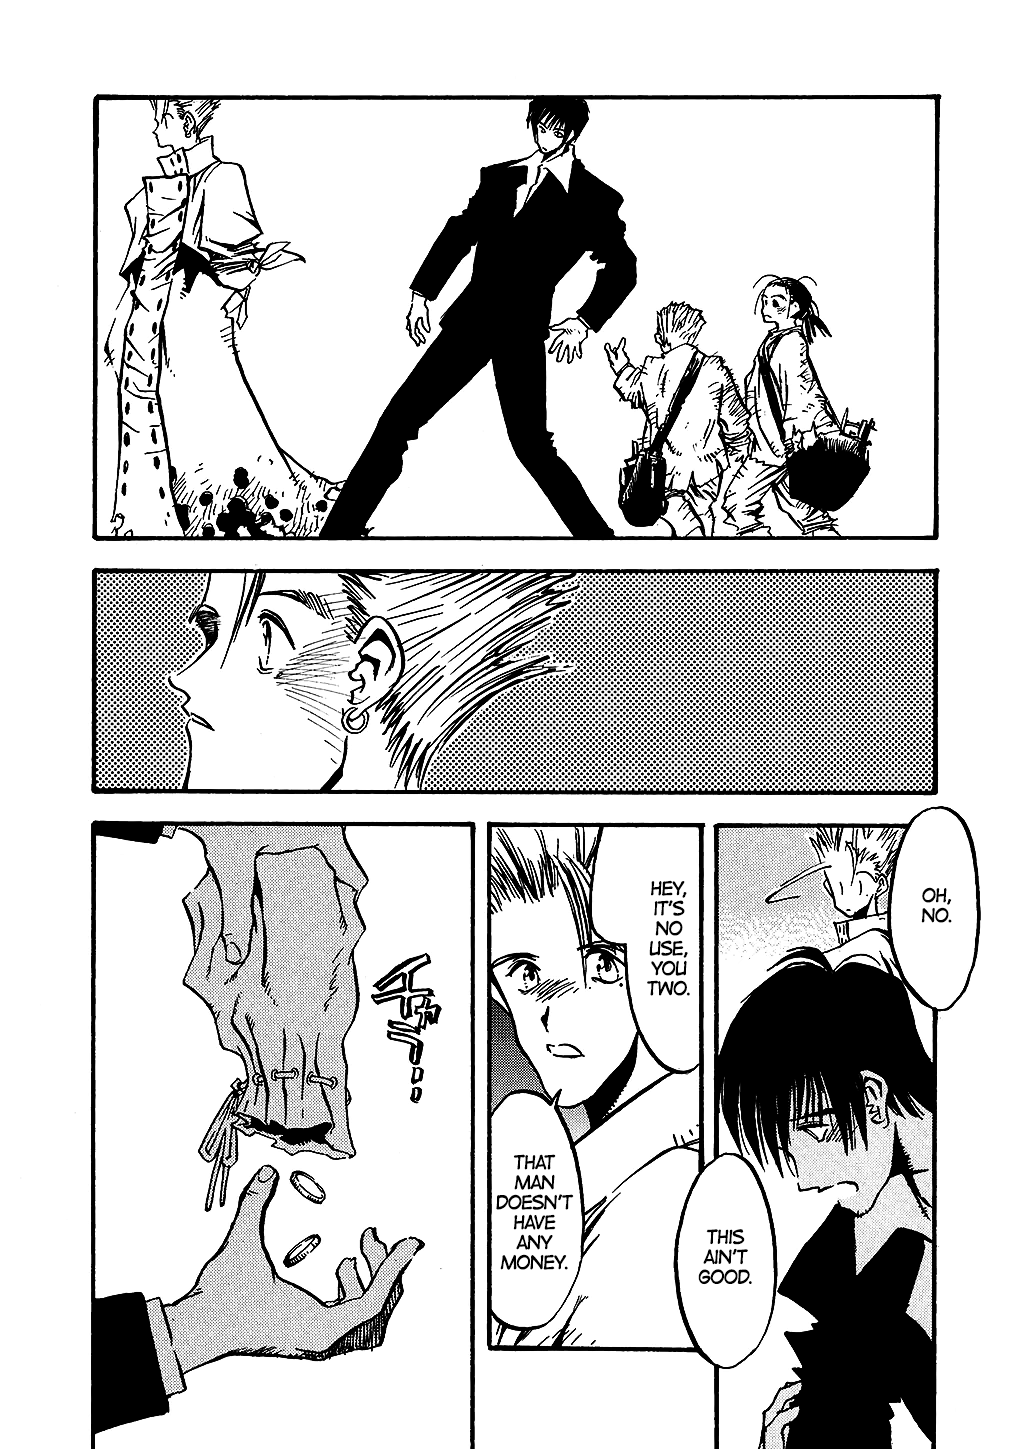 OH,
NO.
THIS
AIN'T
GOOD.
HEY,
IT'S
NO
USE,
YOU
TWO.
THAT
MAN
DOESN'T
HAVE
ANY
MONEY.